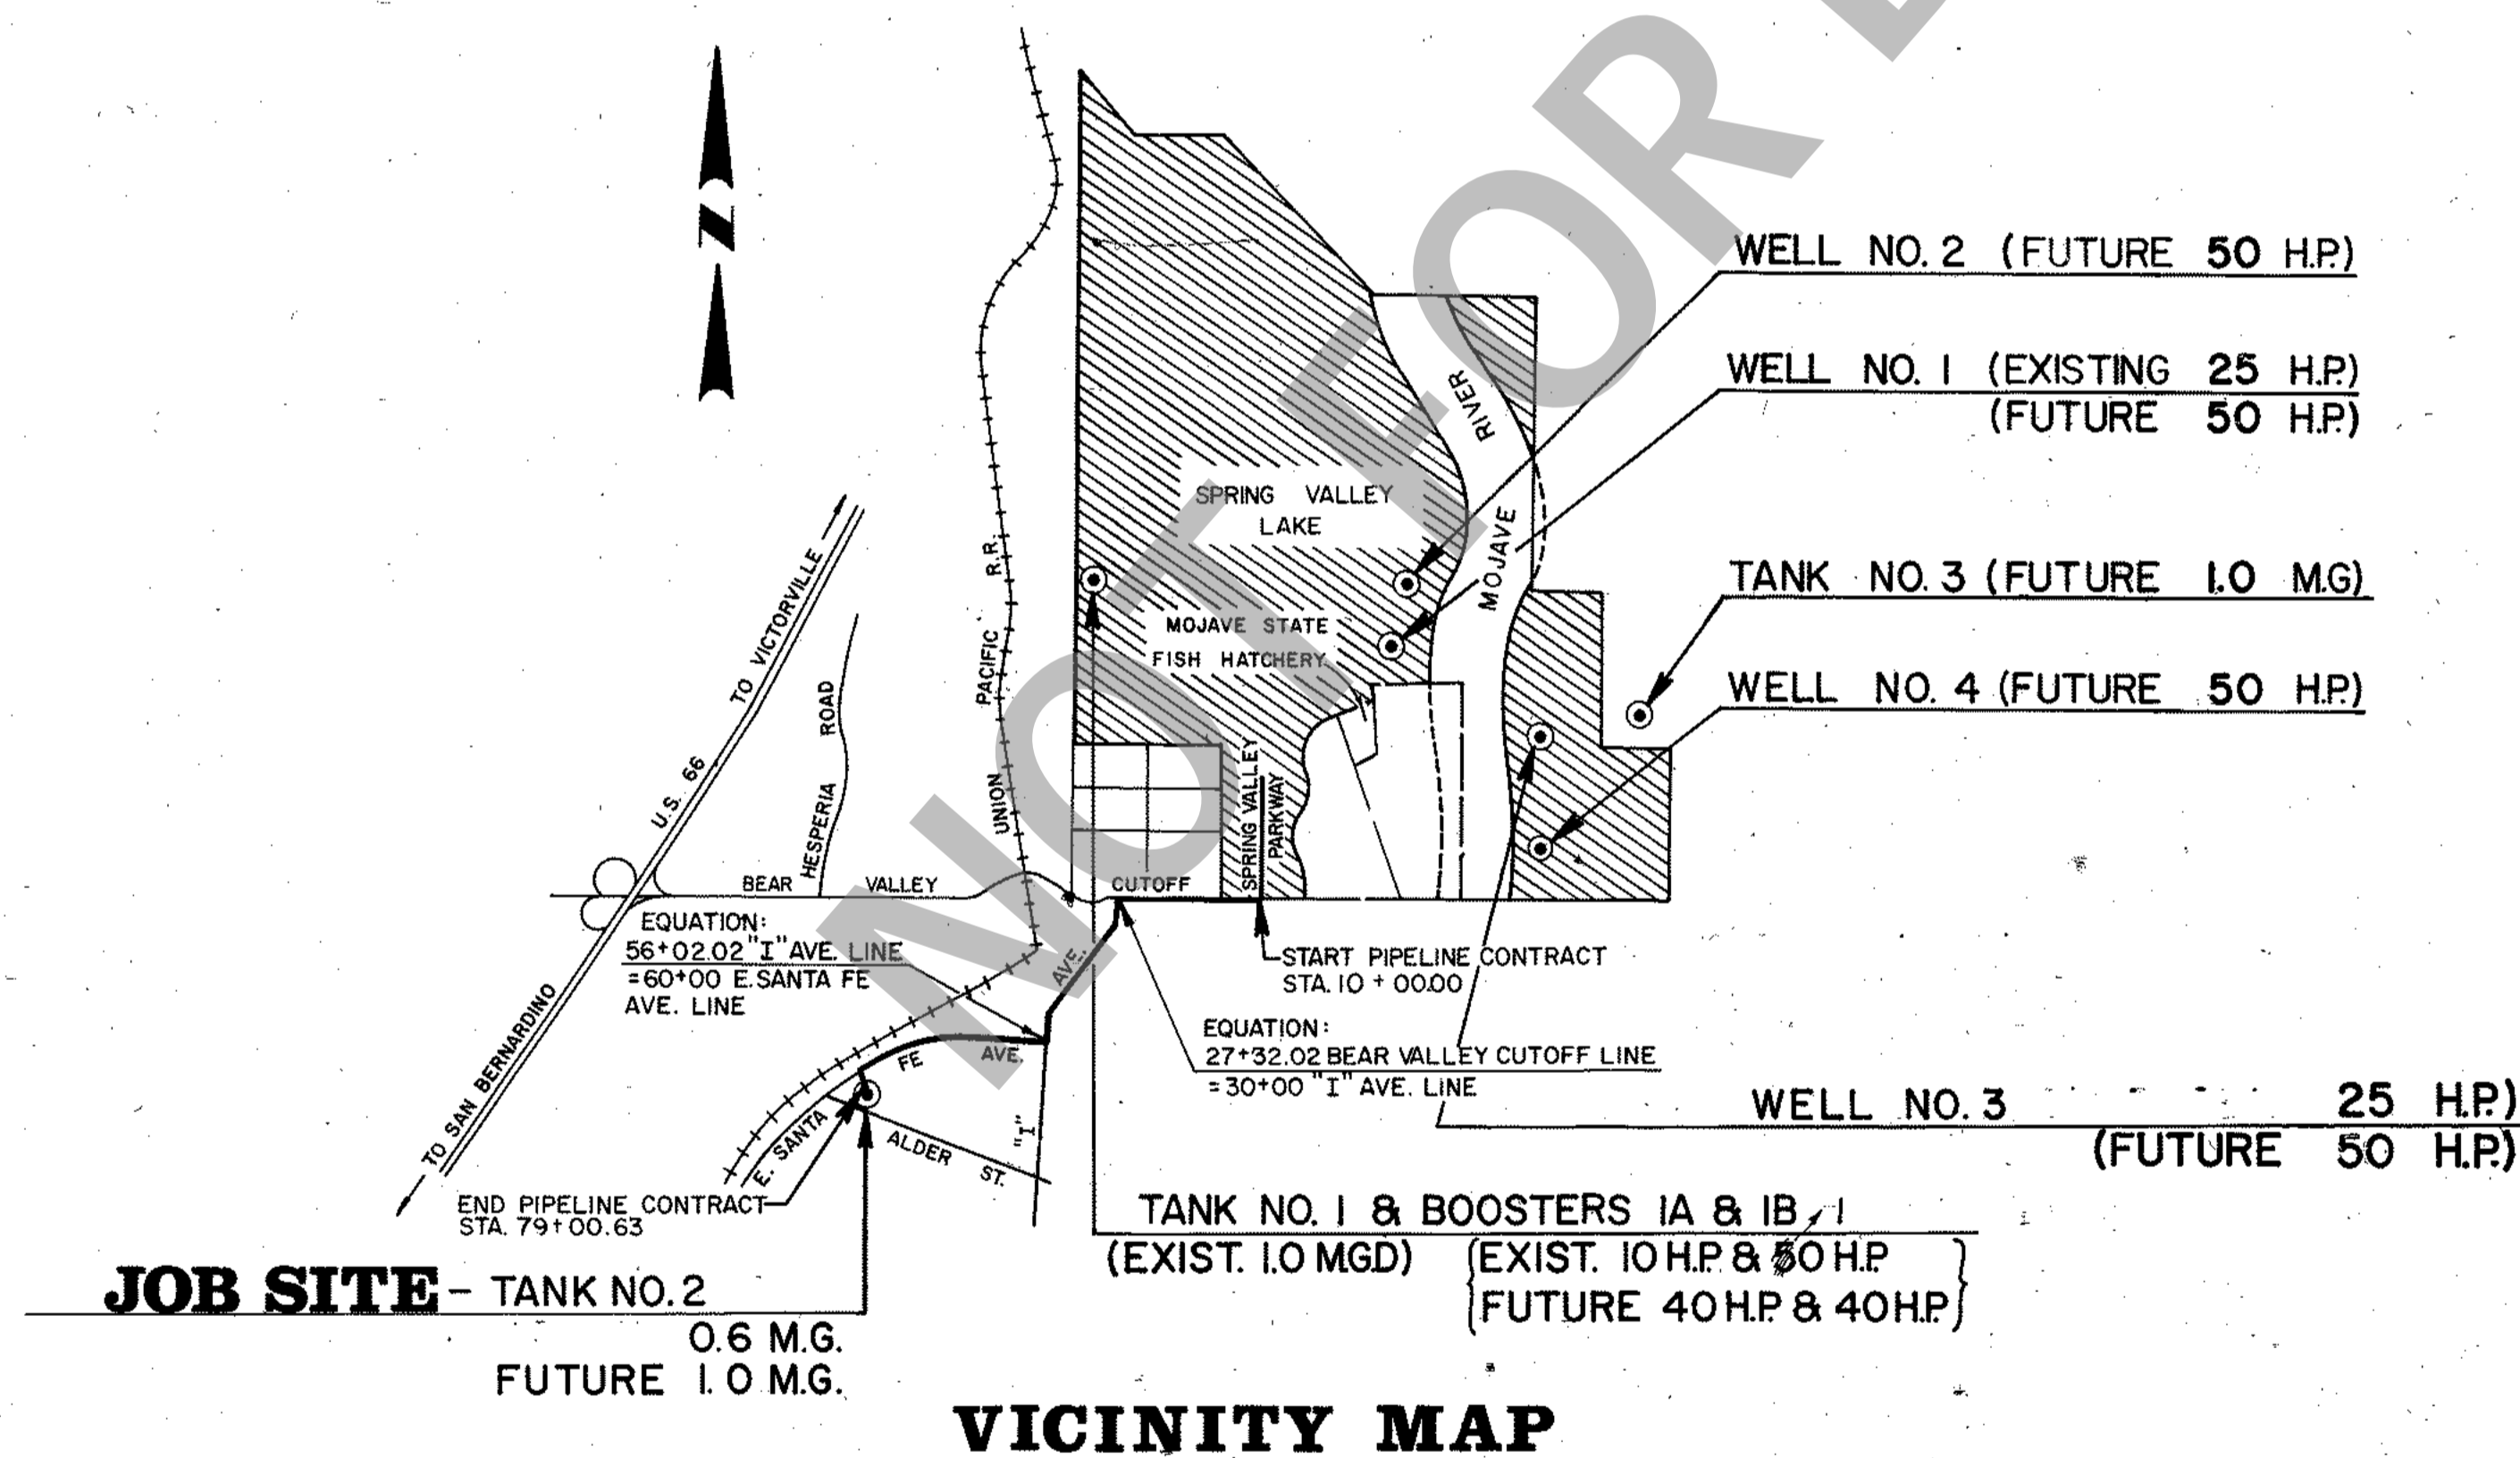 N
WELL NO. 2 (FUTURE 50 H.P.)
WELL NO. 1 (EXISTING 25 H.P.)
(FUTURE 50 H.P.)
RIVER
MOJAVE
SPRING VALLEY
LAKE
TANK NO. 3 (FUTURE 1.0 M.G)
MOJAVE STATE
FISH HATCHERY
WELL NO. 4 (FUTURE 50 H.P.)
UNION PACIFIC R.R.
TO VICTORVILLE
U.S. 66
TO SAN BERNARDINO
HESPERIA ROAD
SPRING VALLEY
PARKWAY
BEAR VALLEY CUTOFF
EQUATION:
56+02.02 "I" AVE. LINE
=60+00 E. SANTA FE
AVE. LINE
AVE.
"I"
START PIPELINE CONTRACT
STA. 10 + 00.00
EQUATION:
27+32.02 BEAR VALLEY CUTOFF LINE
=30+00 "I" AVE. LINE
E. SANTA FE AVE.
ALDER ST.
WELL NO. 3 25 H.P.)
(FUTURE 50 H.P.)
END PIPELINE CONTRACT
STA. 79+00.63
TANK NO. 1 & BOOSTERS 1A & 1B
(EXIST. 1.0 M.G.D) (EXIST. 10 H.P. & 50 H.P.
FUTURE 40 H.P. & 40 H.P.)
JOB SITE - TANK NO. 2
0.6 M.G.
FUTURE 1.0 M.G.
VICINITY MAP
NOT FOR